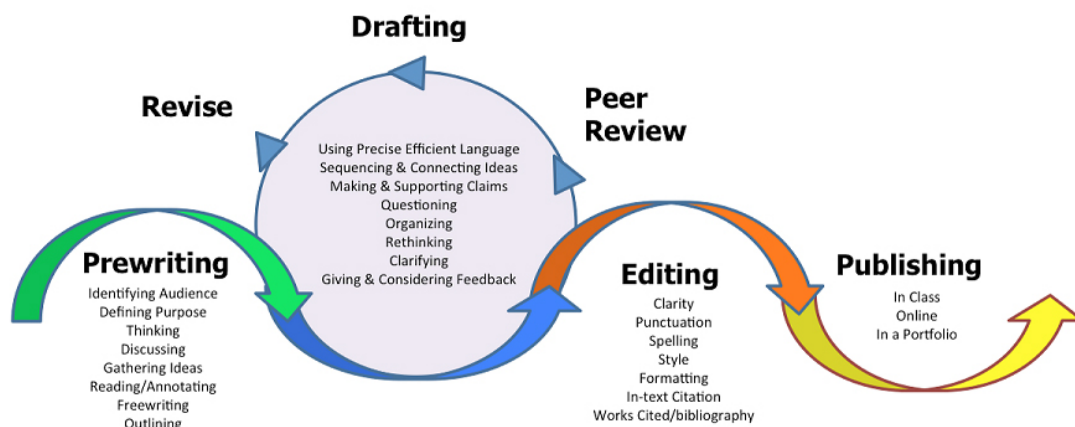 Drafting
Revise
Peer
Review
Using Precise Efficient Language
Sequencing & Connecting Ideas
Making & Supporting Claims
Questioning
Organizing
Rethinking
Clarifying
Giving & Considering Feedback
Prewriting
Identifying Audience
Defining Purpose
Thinking
Discussing
Gathering Ideas
Reading/Annotating
Freewriting
Outlining
Editing
Clarity
Punctuation
Spelling
Style
Formatting
In-text Citation
Works Cited/bibliography
Publishing
In Class
Online
In a Portfolio